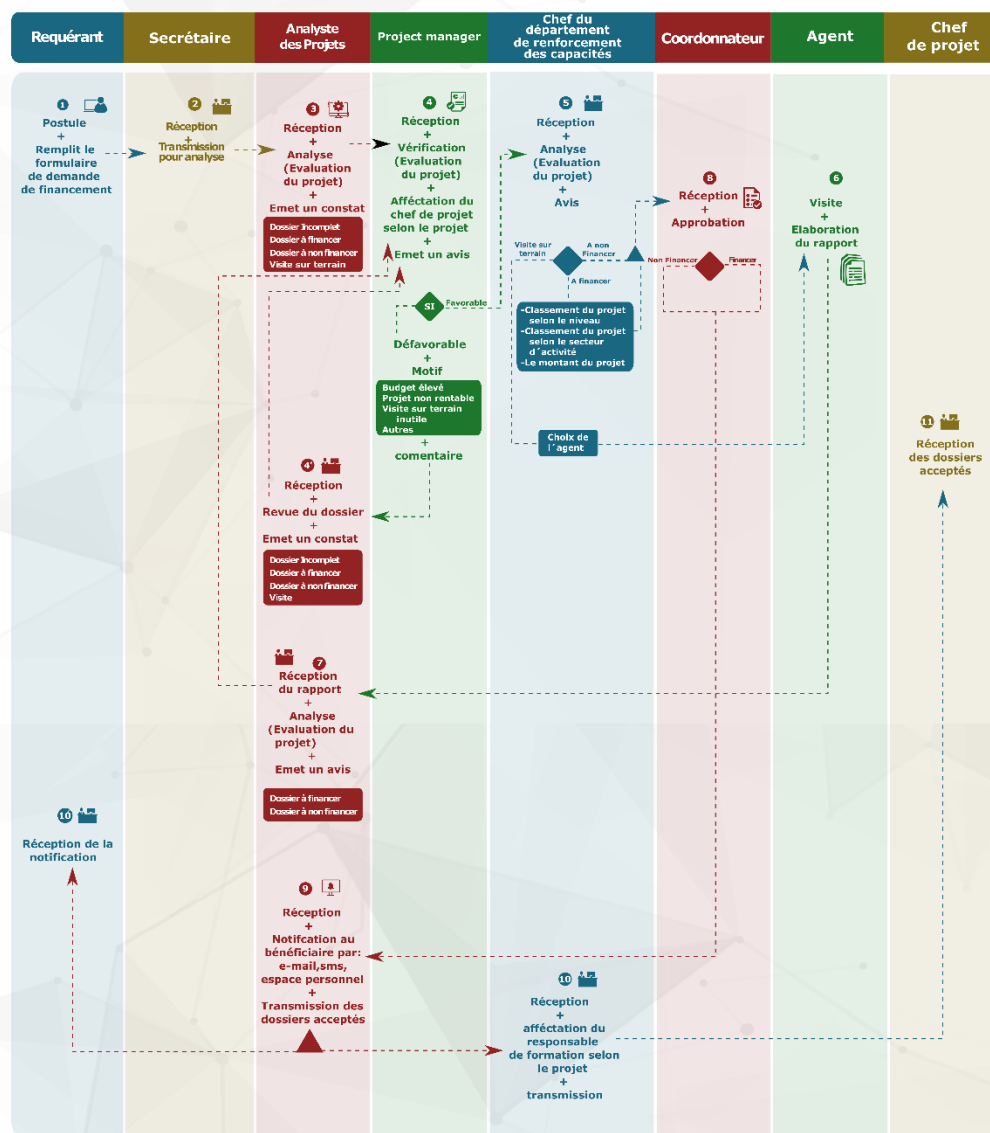 Requérant
Secrétaire
Analyste
des Projets
Project manager
Chef du
département
de renforcement
des capacités
Coordonnateur
Agent
Chef
de projet
1
Postule
+
Remplit le
formulaire
de demande
de financement
2
Réception
+
Transmission
pour analyse
3
Réception
+
Analyse
(Evaluation
du projet)
+
Emet un constat
Dossier Incomplet
Dossier à financer
Dossier à non financer
Visite sur terrain
4
Réception
+
Vérification
(Evaluation
du projet)
+
Afféctation du
chef de projet
selon le projet
+
Emet un avis
SI
Favorable
Défavorable
+
Motif
Budget élevé
Projet non rentable
Visite sur terrain
inutile
Autres
+
comentaire
4'
Réception
+
Revue du dossier
+
Emet un constat
Dossier Incomplet
Dossier à financer
Dossier à non financer
Visite
5
Réception
+
Analyse
(Evaluation
du projet)
+
Avis
Visite sur
terrain
A non
Financer
A financer
-Classement du projet
selon le niveau
-Classement du projet
selon le secteur
d´activité
-Le montant du projet
Choix de
l´agent
8
Réception
+
Approbation
Non Financer
Financer
6
Visite
+
Elaboration
du rapport
7
Réception
du rapport
+
Analyse
(Evaluation du
projet)
+
Emet un avis
Dossier à financer
Dossier à non financer
9
Réception
+
Notifcation au
bénéficiaire par:
e-mail,sms,
espace personnel
+
Transmission des
dossiers acceptés
10
Réception de la
notification
10
Réception
+
afféctation du
responsable
de formation selon
le projet
+
transmission
11
Réception
des dossiers
acceptés